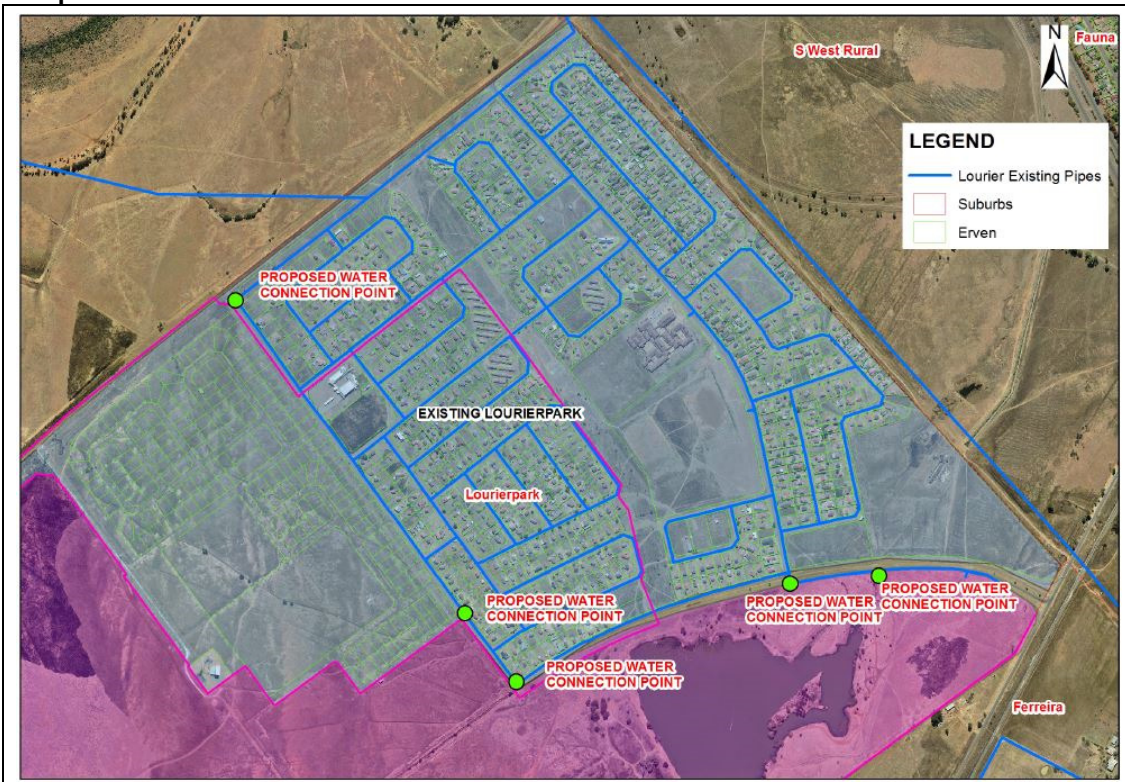 N
Fauna
S West Rural
LEGEND
Lourier Existing Pipes
Suburbs
Erven
PROPOSED WATER
CONNECTION POINT
EXISTING LOURIERPARK
Lourierpark
PROPOSED WATER
CONNECTION POINT
PROPOSED WATER
CONNECTION POINT
PROPOSED WATER
CONNECTION POINT
PROPOSED WATER
CONNECTION POINT
Ferreira